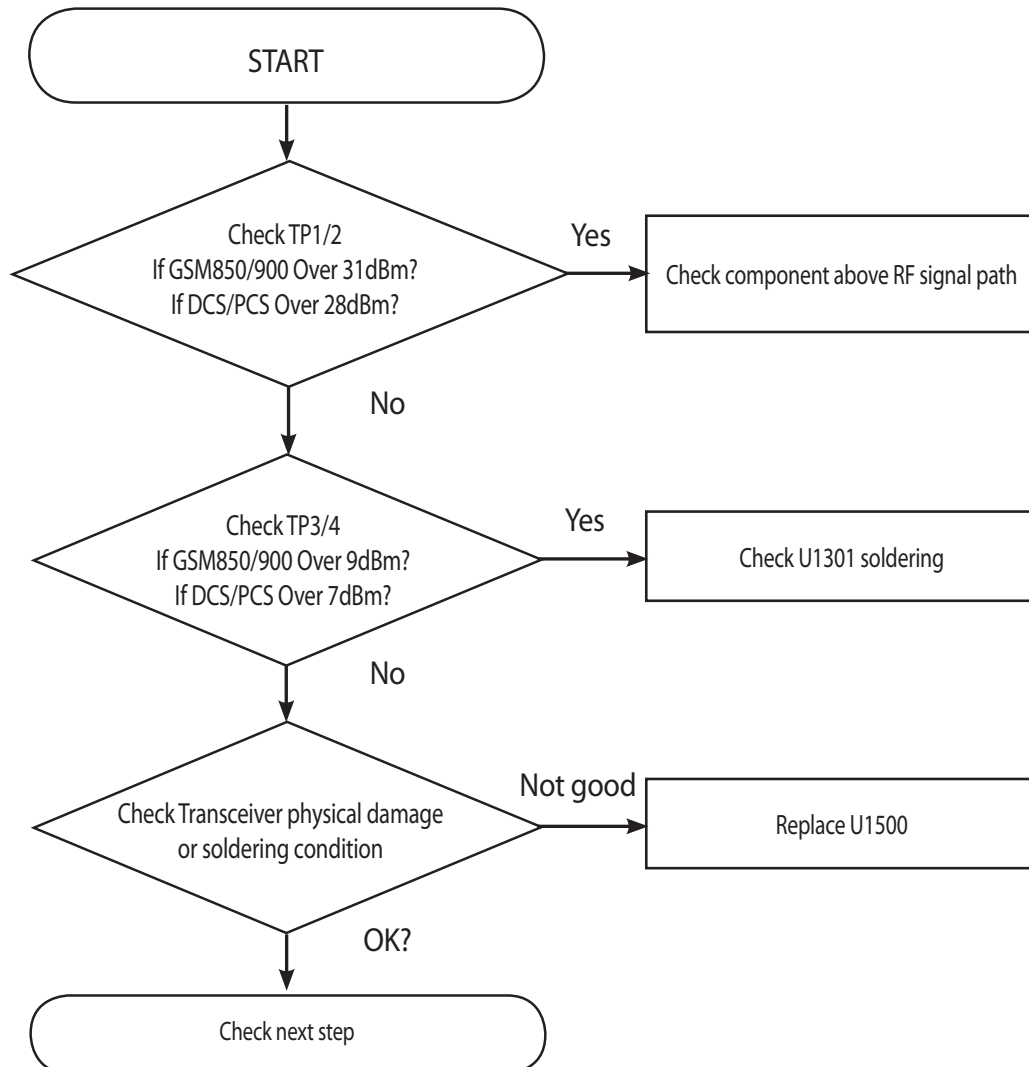 START
Check TP1/2
If GSM850/900 Over 31dBm?
If DCS/PCS Over 28dBm?
Yes
Check component above RF signal path
No
Check TP3/4
If GSM850/900 Over 9dBm?
If DCS/PCS Over 7dBm?
Yes
Check U1301 soldering
No
Check Transceiver physical damage
or soldering condition
Not good
Replace U1500
OK?
Check next step